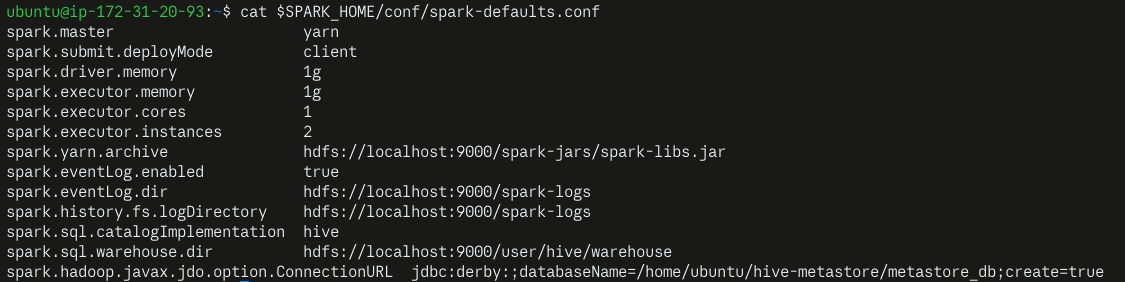 ubuntu@ip-172-31-20-93:~$ cat $SPARK_HOME/conf/spark-defaults.conf
spark.master yarn
spark.submit.deployMode client
spark.driver.memory 1g
spark.executor.memory 1g
spark.executor.cores 1
spark.executor.instances 2
spark.yarn.archive hdfs://localhost:9000/spark-jars/spark-libs.jar
spark.eventLog.enabled true
spark.eventLog.dir hdfs://localhost:9000/spark-logs
spark.history.fs.logDirectory hdfs://localhost:9000/spark-logs
spark.sql.catalogImplementation hive
spark.sql.warehouse.dir hdfs://localhost:9000/user/hive/warehouse
spark.hadoop.javax.jdo.option.ConnectionURL jdbc:derby:;databaseName=/home/ubuntu/hive-metastore/metastore_db;create=true